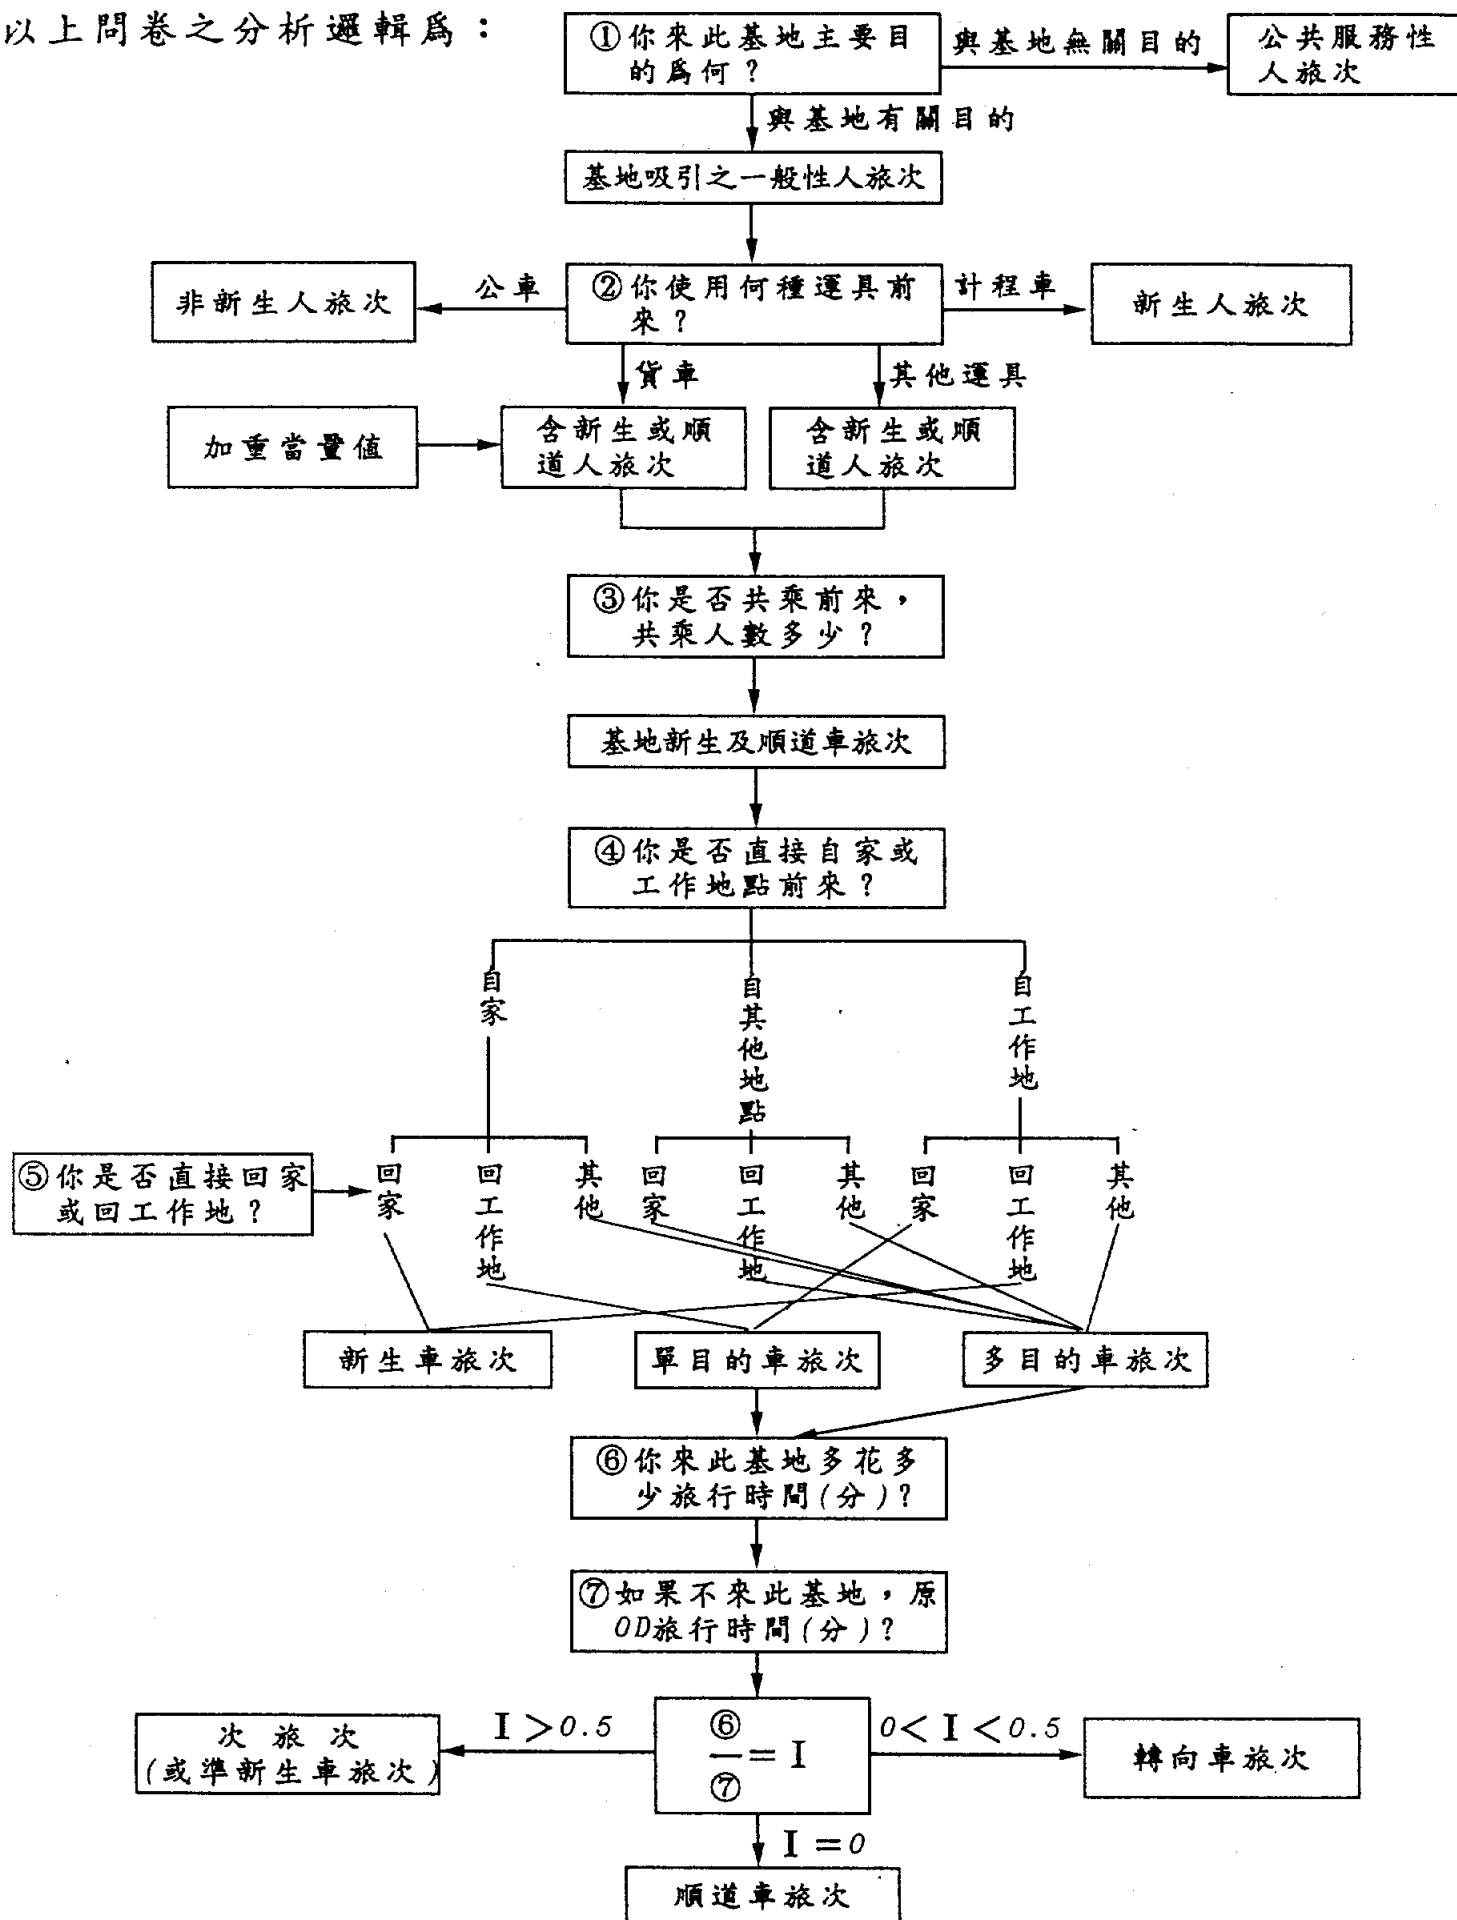 以上問卷之分析邏輯爲：
①你來此基地主要目
的爲何？
與基地無關目的
公共服務性
人旅次
與基地有關目的
基地吸引之一般性人旅次
非新生人旅次
公車
②你使用何種運具前
來？
計程車
新生人旅次
貨車
其他運具
加重當量值
含新生或順
道人旅次
含新生或順
道人旅次
③你是否共乘前來，
共乘人數多少？
基地新生及順道車旅次
④你是否直接自家或
工作地點前來？
自家
自其他地點
自工作地
⑤你是否直接回家
或回工作地？
回家
回工作地
其他
回家
回工作地
其他
回家
回工作地
其他
新生車旅次
單目的車旅次
多目的車旅次
⑥你來此基地多花多
少旅行時間(分)？
⑦如果不來此基地，原
OD旅行時間(分)？
次旅次
(或準新生車旅次)
I＞0.5
⑥
—＝I
⑦
0＜I＜0.5
轉向車旅次
I＝0
順道車旅次